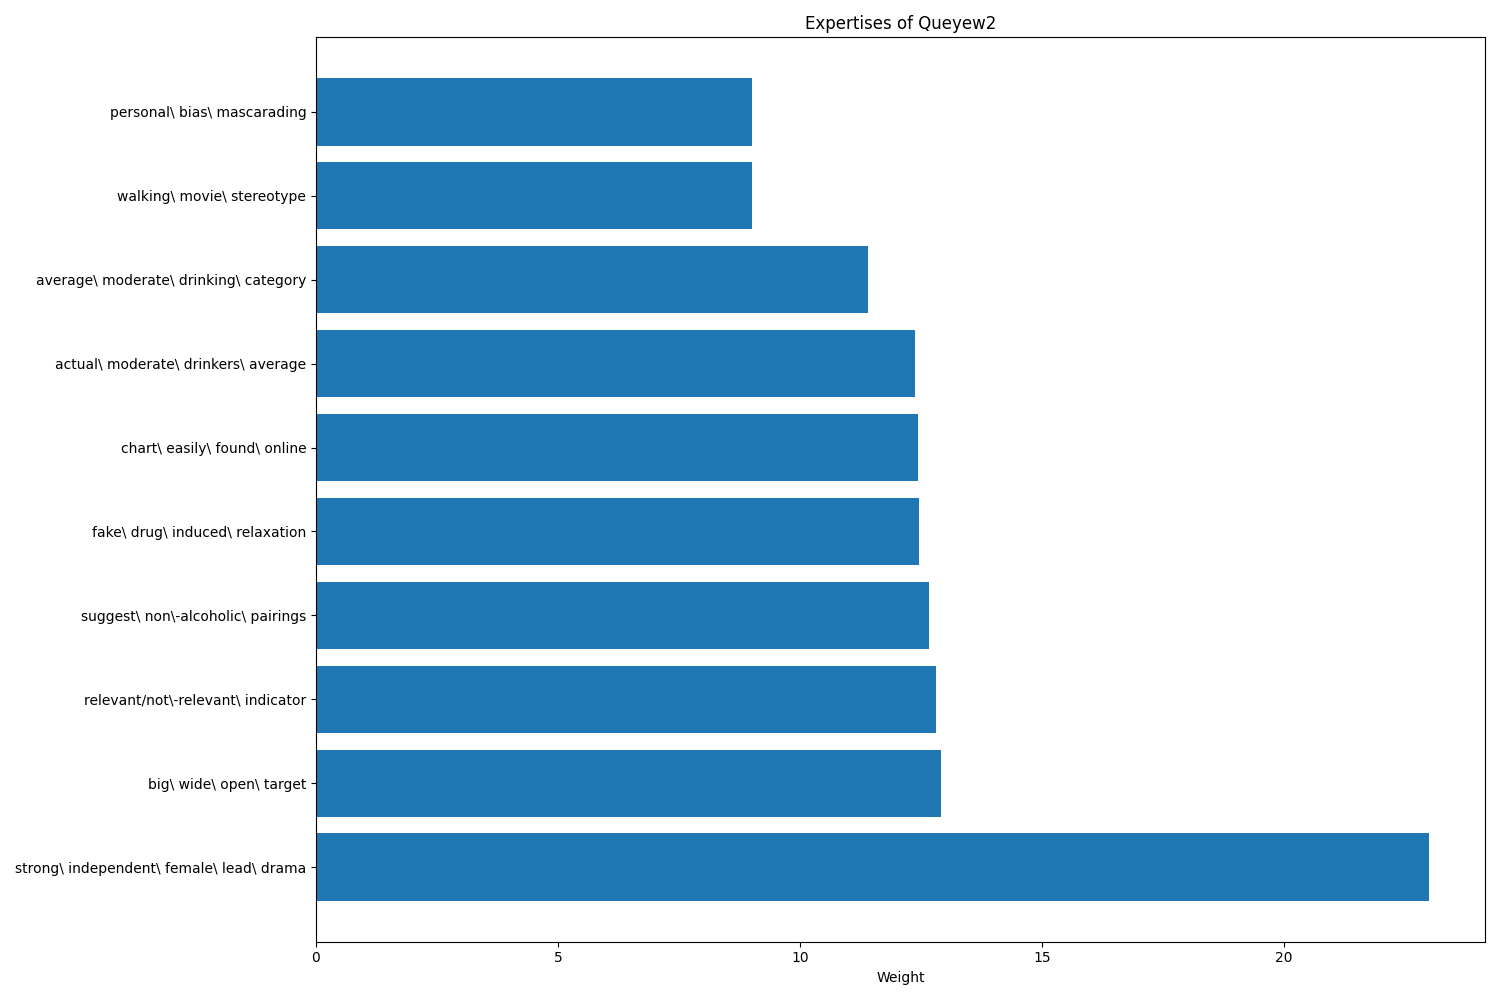 Expertises of Queyew2
personal\ bias\ mascarading
walking\ movie\ stereotype
average\ moderate\ drinking\ category
actual\ moderate\ drinkers\ average
chart\ easily\ found\ online
fake\ drug\ induced\ relaxation
suggest\ non\-alcoholic\ pairings
relevant/not\-relevant\ indicator
big\ wide\ open\ target
strong\ independent\ female\ lead\ drama
0 5 10 15 20
Weight